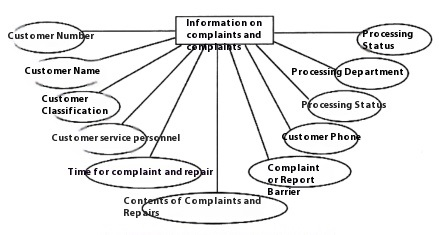 Information on
complaints and
complaints
Customer Number
Processing
Status
Customer Name
Processing Department
Customer
Classification
Processing Status
Customer service personnel
Customer Phone
Time for complaint and repair
Complaint
or Report
Barrier
Contents of Complaints and
Repairs